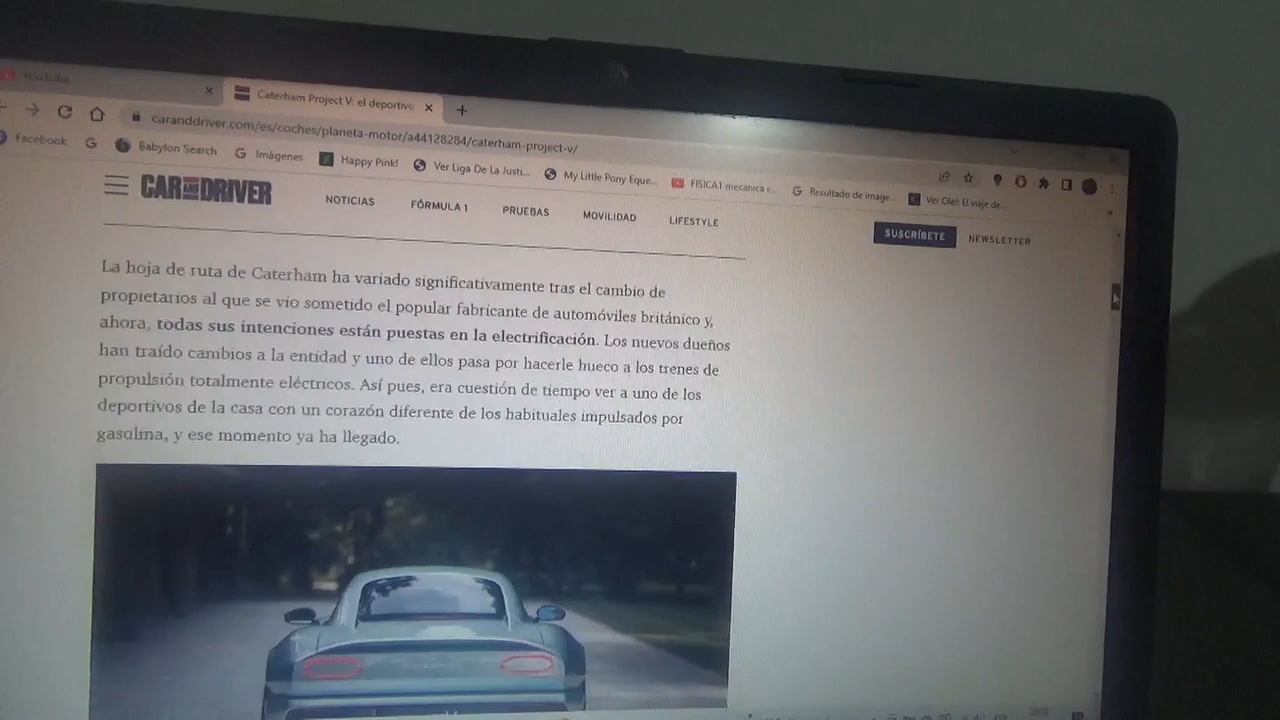 YouTube
Caterham Project V: el deportivo
caranddriver.com/es/coches/planeta-motor/a44128284/caterham-project-v/
Facebook
Babylon Search
Imágenes
Happy Pink!
Ver Liga De La Justi...
My Little Pony Eque...
FISICA1 mecanica c...
Resultado de image...
Ver Ole!: El viaje de...
CAR AND DRIVER
NOTICIAS
FÓRMULA 1
PRUEBAS
MOVILIDAD
LIFESTYLE
SUSCRÍBETE
NEWSLETTER
La hoja de ruta de Caterham ha variado significativamente tras el cambio de
propietarios al que se vio sometido el popular fabricante de automóviles británico y,
ahora, todas sus intenciones están puestas en la electrificación. Los nuevos dueños
han traído cambios a la entidad y uno de ellos pasa por hacerle hueco a los trenes de
propulsión totalmente eléctricos. Así pues, era cuestión de tiempo ver a uno de los
deportivos de la casa con un corazón diferente de los habituales impulsados por
gasolina, y ese momento ya ha llegado.